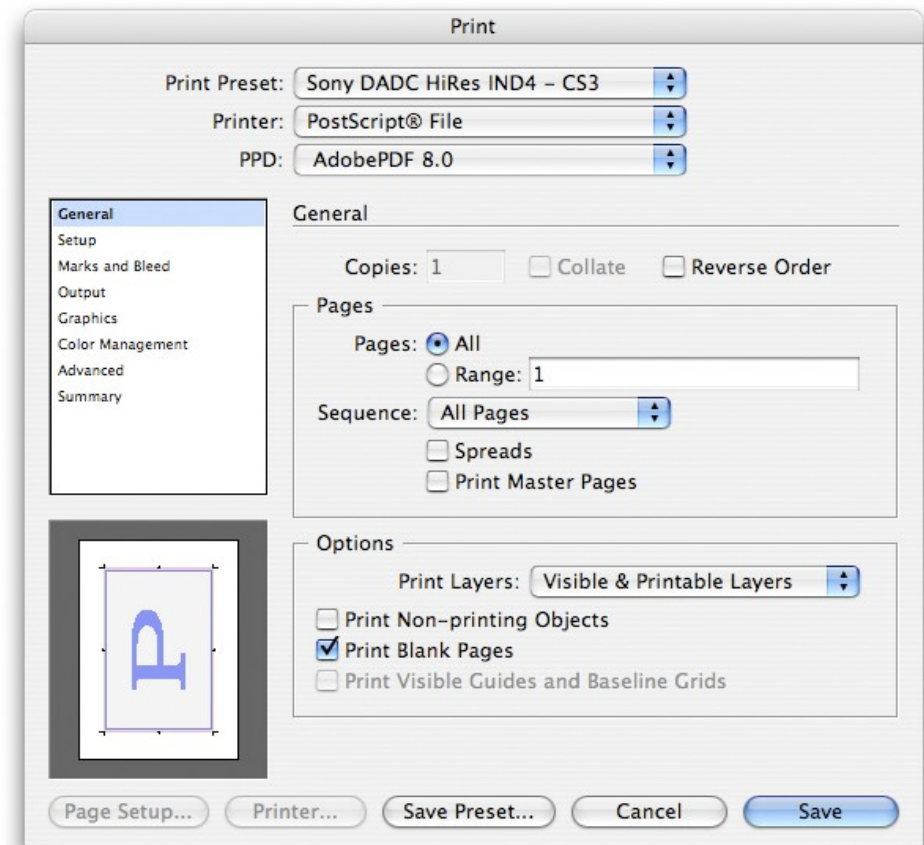 Print
Print Preset: Sony DADC HiRes IND4 – CS3
Printer: PostScript® File
PPD: AdobePDF 8.0
General
Setup
Marks and Bleed
Output
Graphics
Color Management
Advanced
Summary
General
Copies: 1 Collate Reverse Order
Pages
Pages: All
Range: 1
Sequence: All Pages
Spreads
Print Master Pages
P
Options
Print Layers: Visible & Printable Layers
Print Non-printing Objects
Print Blank Pages
Print Visible Guides and Baseline Grids
Page Setup... Printer... Save Preset... Cancel Save